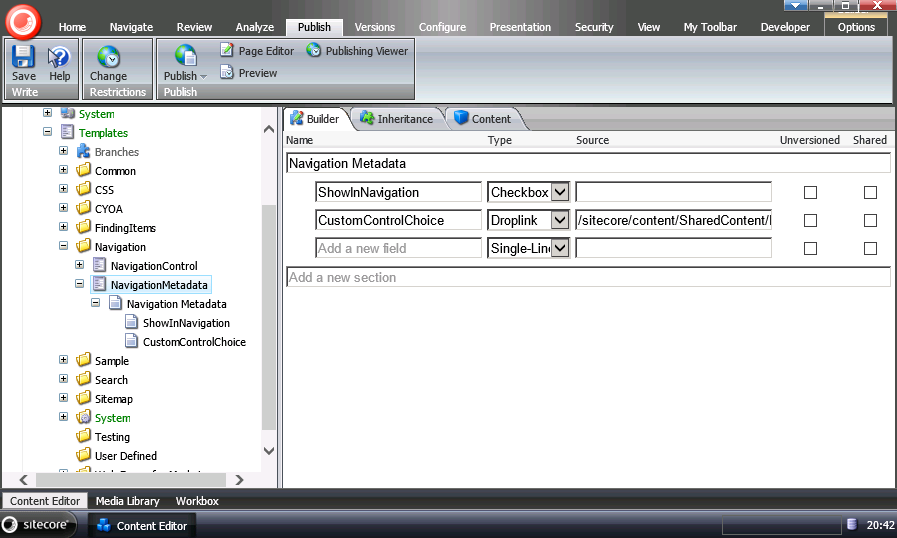 Home Navigate Review Analyze Publish Versions Configure Presentation Security View My Toolbar Developer Options
Save Help Change Publish Page Editor Publishing Viewer
Preview
Write Restrictions Publish
System
Templates
Branches
Common
CSS
CYOA
FindingItems
Navigation
NavigationControl
NavigationMetadata
Navigation Metadata
ShowInNavigation
CustomControlChoice
Sample
Search
Sitemap
System
Testing
User Defined
Builder Inheritance Content
Name Type Source Unversioned Shared
Navigation Metadata
ShowInNavigation Checkbox
CustomControlChoice Droplink /sitecore/content/SharedContent/
Add a new field Single-Line
Add a new section
Content Editor Media Library Workbox
sitecore Content Editor 20:42